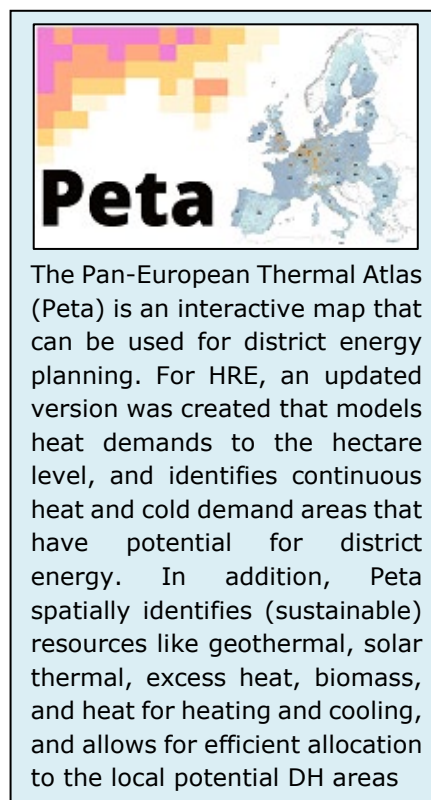 Peta
The Pan-European Thermal Atlas
(Peta) is an interactive map that
can be used for district energy
planning. For HRE, an updated
version was created that models
heat demands to the hectare
level, and identifies continuous
heat and cold demand areas that
have potential for district
energy. In addition, Peta
spatially identifies (sustainable)
resources like geothermal, solar
thermal, excess heat, biomass,
and heat for heating and cooling,
and allows for efficient allocation
to the local potential DH areas